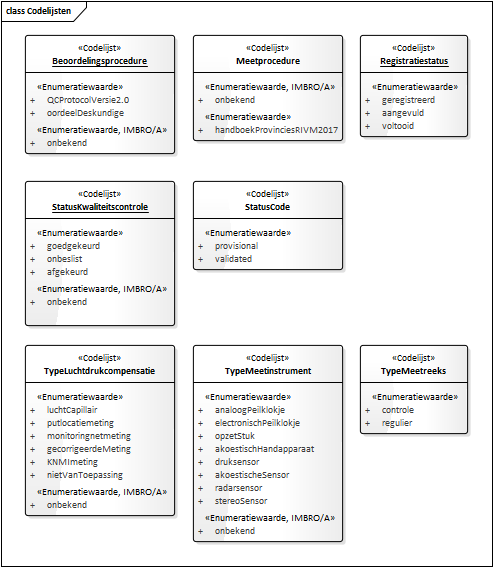 class Codelijsten
«Codelijst»
Beoordelingsprocedure
«Enumeratiewaarde»
+ QCProtocolVersie2.0
+ oordeelDeskundige
«Enumeratiewaarde, IMBRO/A»
+ onbekend
«Codelijst»
Meetprocedure
«Enumeratiewaarde, IMBRO/A»
+ onbekend
«Enumeratiewaarde»
+ handboekProvinciesRIVM2017
«Codelijst»
Registratiestatus
«Enumeratiewaarde»
+ geregistreerd
+ aangevuld
+ voltooid
«Codelijst»
StatusKwaliteitscontrole
«Enumeratiewaarde»
+ goedgekeurd
+ onbeslist
+ afgekeurd
«Enumeratiewaarde, IMBRO/A»
+ onbekend
«Codelijst»
StatusCode
«Enumeratiewaarde»
+ provisional
+ validated
«Codelijst»
TypeLuchtdrukcompensatie
«Enumeratiewaarde»
+ luchtCapillair
+ putlocatiemeting
+ monitoringnetmeting
+ gecorrigeerdeMeting
+ KNMImeting
+ nietVanToepassing
«Enumeratiewaarde, IMBRO/A»
+ onbekend
«Codelijst»
TypeMeetinstrument
«Enumeratiewaarde»
+ analoogPeilklokje
+ electronischPeilklokje
+ opzetStuk
+ akoestischHandapparaat
+ druksensor
+ akoestischeSensor
+ radarsensor
+ stereoSensor
«Enumeratiewaarde, IMBRO/A»
+ onbekend
«Codelijst»
TypeMeetreeks
«Enumeratiewaarde»
+ controle
+ regulier